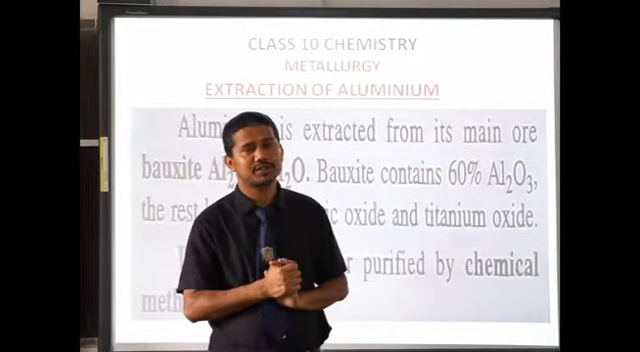 CLASS 10 CHEMISTRY
METALLURGY
EXTRACTION OF ALUMINIUM
is extracted from its main ore
bauxite Bauxite contains 60% Al₂O₃,
the rest oxide and titanium oxide.
purified by chemical